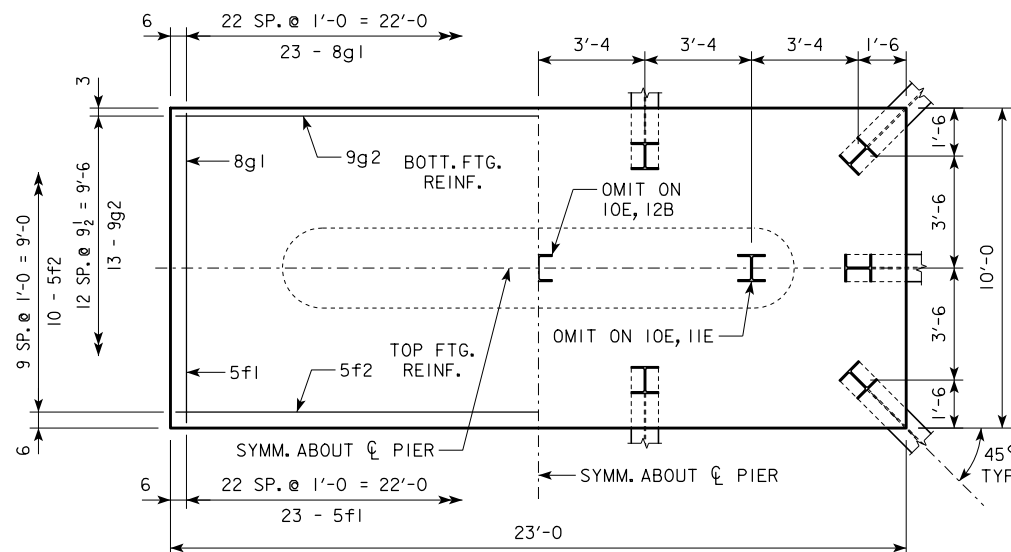 6
22 SP. @ 1'-0 = 22'-0
23 - 8g1
3'-4
3'-4
3'-4
1'-6
3
8g1
9g2
BOTT. FTG.
REINF.
OMIT ON
10E, 12B
1'-6
3'-6
10'-0
3'-6
1'-6
9 SP. @ 1'-0 = 9'-0
10 - 5f2
12 SP. @ 9½ = 9'-6
13 - 9g2
OMIT ON 10E, 11E
TOP FTG.
REINF.
5f1
5f2
6
SYMM. ABOUT ℄ PIER
SYMM. ABOUT ℄ PIER
45°
TYP
6
22 SP. @ 1'-0 = 22'-0
23 - 5f1
23'-0